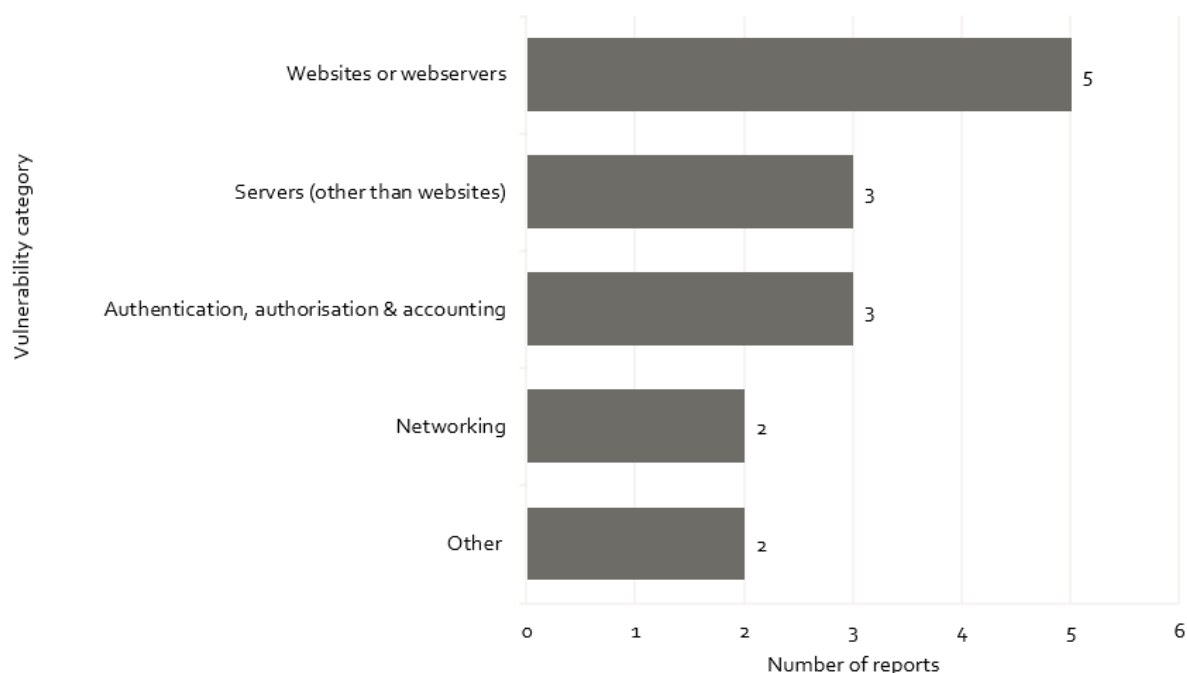 Vulnerability category
Websites or webservers
5
Servers (other than websites)
3
Authentication, authorisation & accounting
3
Networking
2
Other
2
0 1 2 3 4 5 6
Number of reports